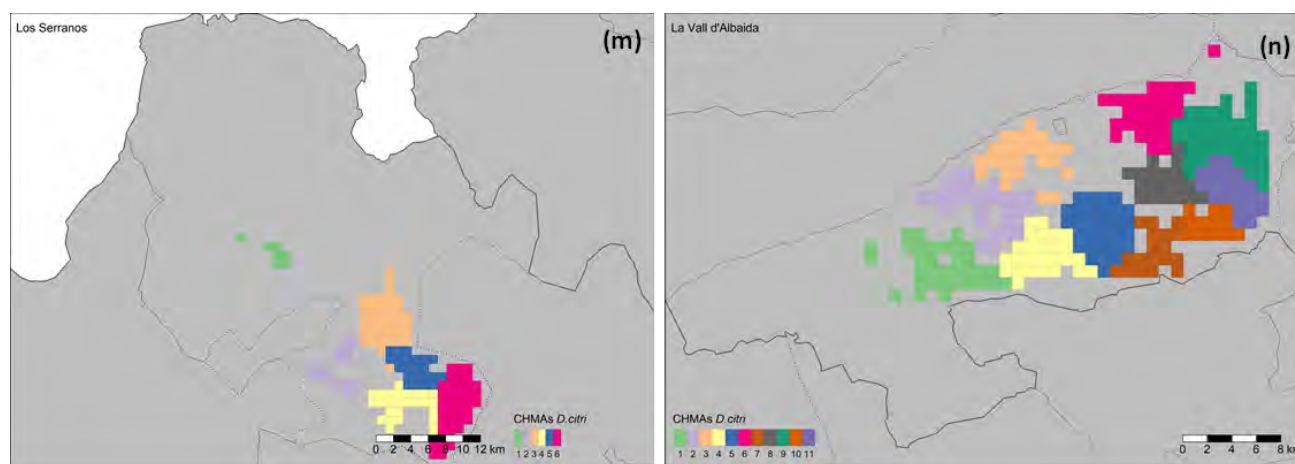 Los Serranos
(m)
CHMAs D.citri
0 2 4 6 8 10 12 km
1 2 3 4 5 6
La Vall d'Albaida
(n)
CHMAs D.citri
1 2 3 4 5 6 7 8 9 10 11
0 2 4 6 8 km